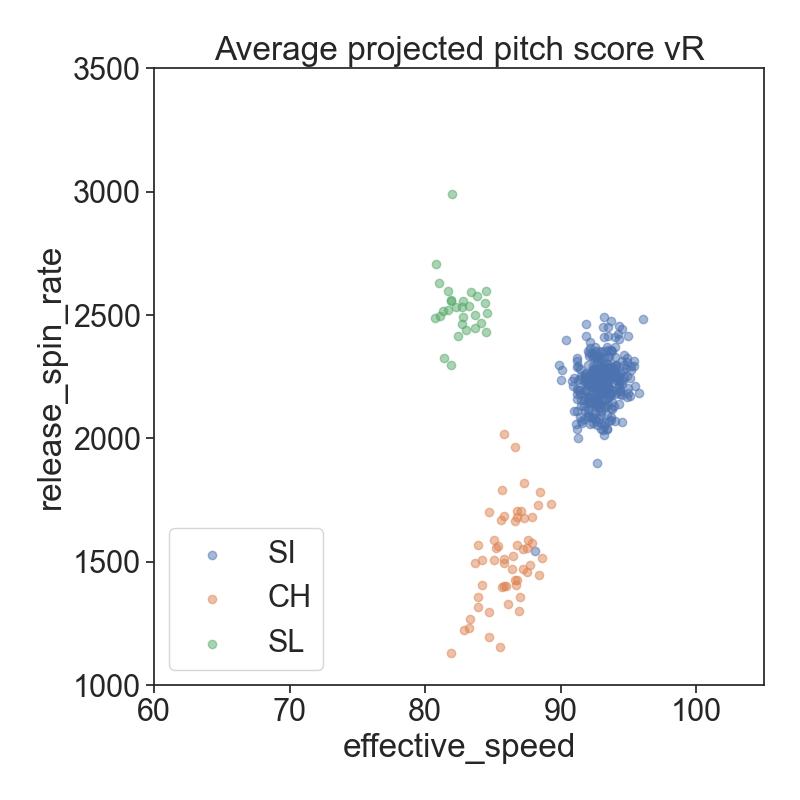 Average projected pitch score vR
3500
3000
2500
2000
1500
1000
release_spin_rate
SI
CH
SL
60 70 80 90 100
effective_speed